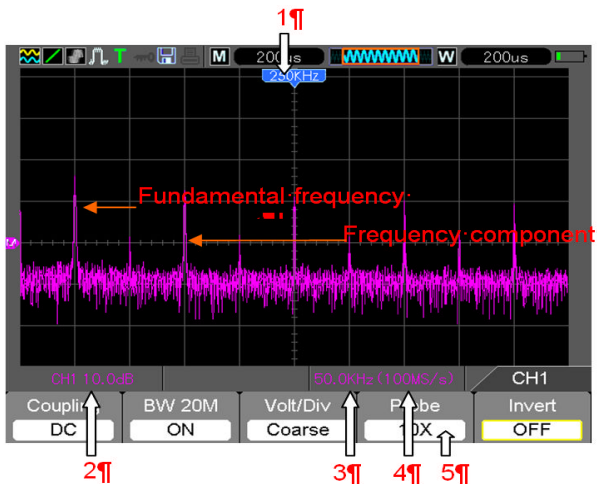 1¶
T M 200us W 200us
250KHz
Fundamental·frequency·
Frequency·component
CH1 10.0dB 50.0KHz(100MS/s) CH1
Coupling BW 20M Volt/Div Probe Invert
DC ON Coarse 10X OFF
2¶ 3¶ 4¶ 5¶